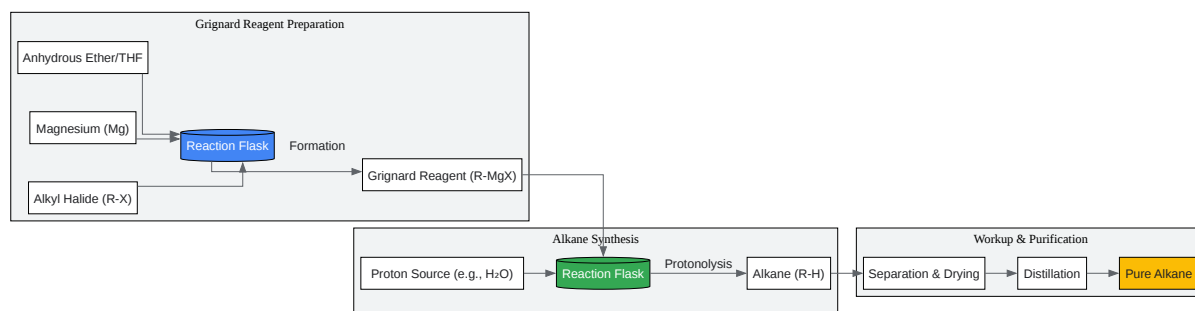 Grignard Reagent Preparation
Anhydrous Ether/THF
Magnesium (Mg)
Reaction Flask
Formation
Alkyl Halide (R-X)
Grignard Reagent (R-MgX)
Alkane Synthesis
Proton Source (e.g., H₂O)
Reaction Flask
Protonolysis
Alkane (R-H)
Workup & Purification
Separation & Drying
Distillation
Pure Alkane